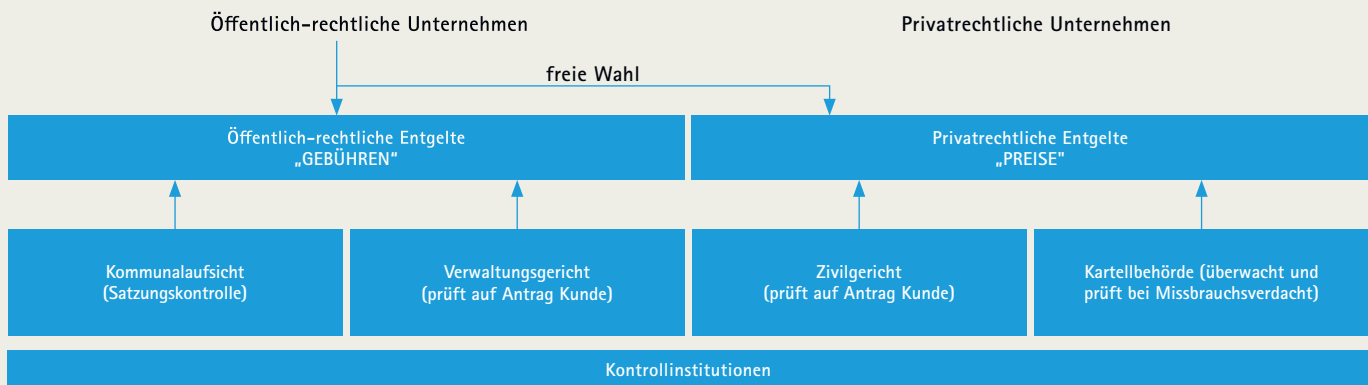 Öffentlich-rechtliche Unternehmen
Privatrechtliche Unternehmen
freie Wahl
Öffentlich-rechtliche Entgelte
„GEBÜHREN“
Privatrechtliche Entgelte
„PREISE"
Kommunalaufsicht
(Satzungskontrolle)
Verwaltungsgericht
(prüft auf Antrag Kunde)
Zivilgericht
(prüft auf Antrag Kunde)
Kartellbehörde (überwacht und
prüft bei Missbrauchsverdacht)
Kontrollinstitutionen